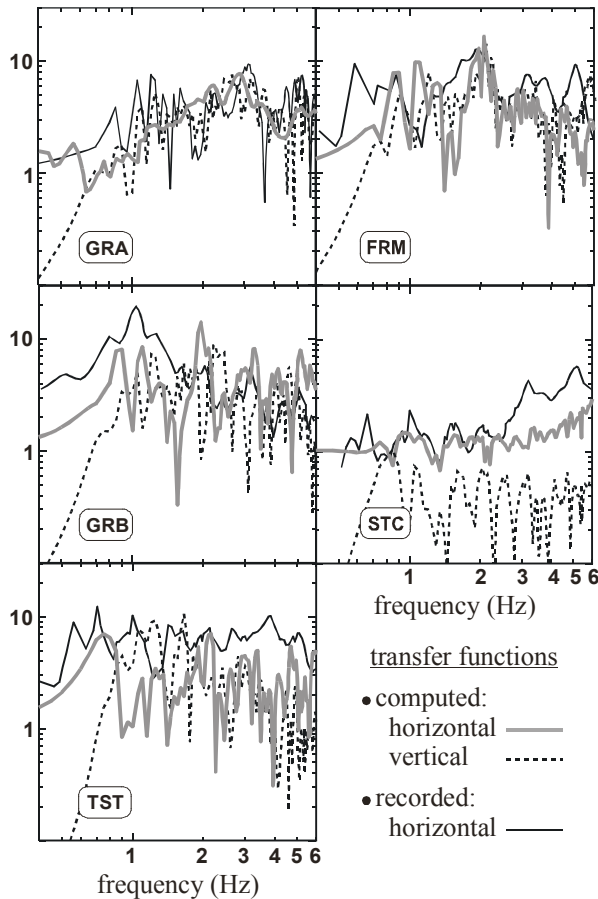 10
1
GRA
FRM
10
1
GRB
STC
1 2 3 4 5 6
frequency (Hz)
10
1
TST
1 2 3 4 5 6
frequency (Hz)
transfer functions
• computed:
horizontal
vertical
• recorded:
horizontal